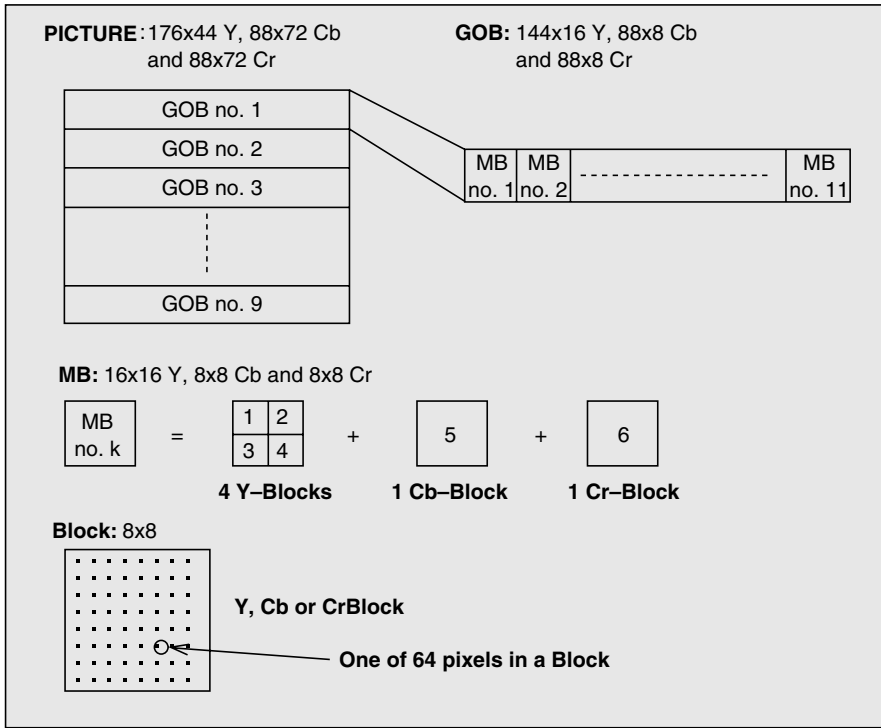 PICTURE: 176x44 Y, 88x72 Cb
and 88x72 Cr
GOB: 144x16 Y, 88x8 Cb
and 88x8 Cr
GOB no. 1
GOB no. 2
GOB no. 3
GOB no. 9
MB
no. 1
MB
no. 2
MB
no. 11
MB: 16x16 Y, 8x8 Cb and 8x8 Cr
MB
no. k
=
1 2
3 4
+
5
+
6
4 Y–Blocks
1 Cb–Block
1 Cr–Block
Block: 8x8
Y, Cb or CrBlock
One of 64 pixels in a Block